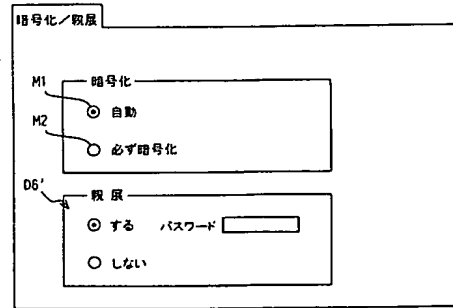 暗号化／親展
M1
暗号化
自動
M2
必ず暗号化
D6'
親展
する パスワード
しない